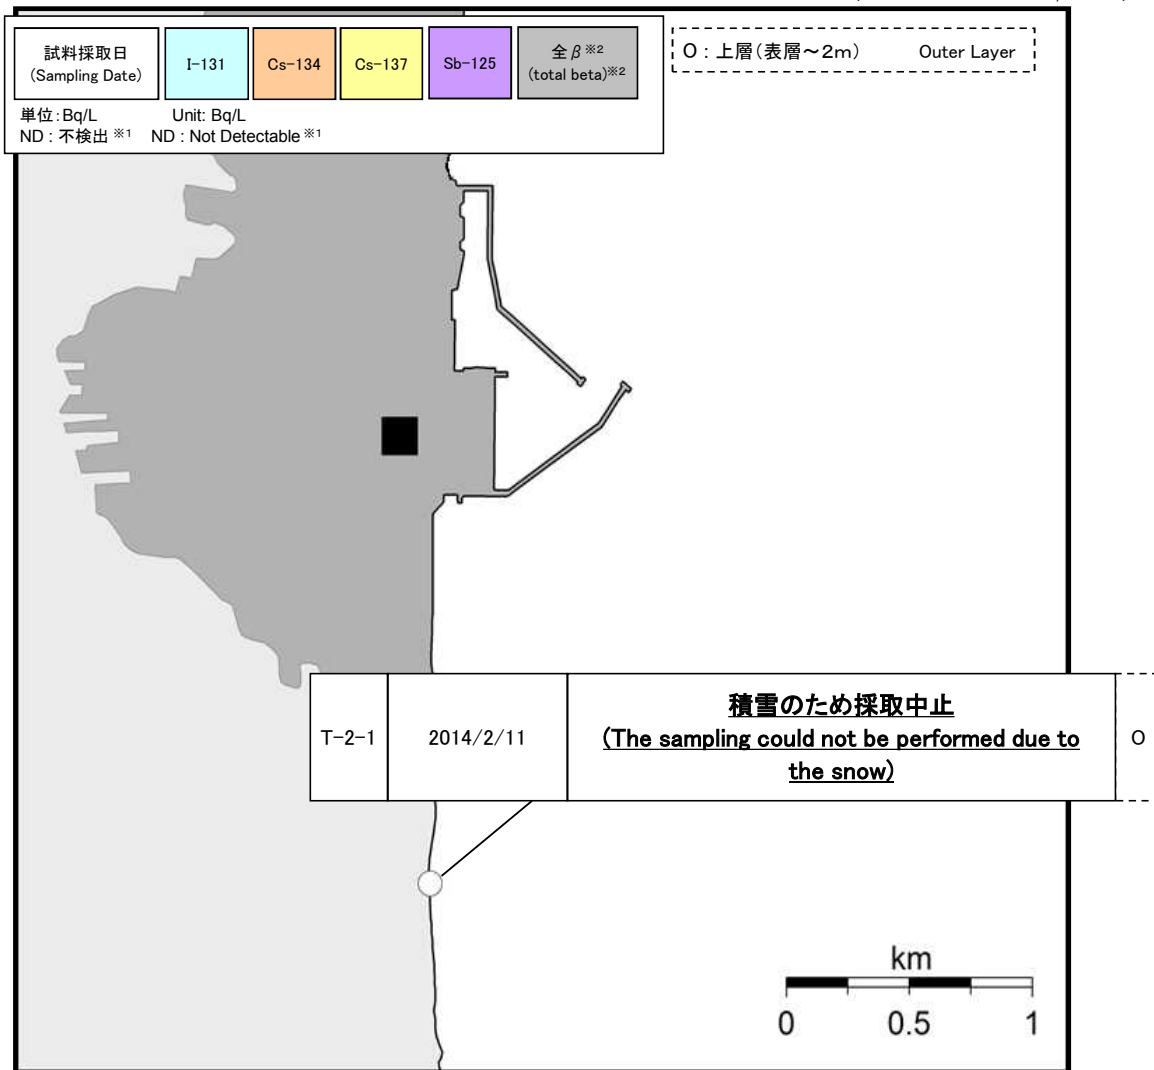 試料採取日
(Sampling Date)
I-131
Cs-134
Cs-137
Sb-125
全β※2
(total beta)※2
O : 上層(表層～2m) Outer Layer
単位：Bq/L Unit: Bq/L
ND : 不検出 ※1 ND : Not Detectable ※1
T-2-1
2014/2/11
積雪のため採取中止
(The sampling could not be performed due to
the snow)
O
km
0 0.5 1